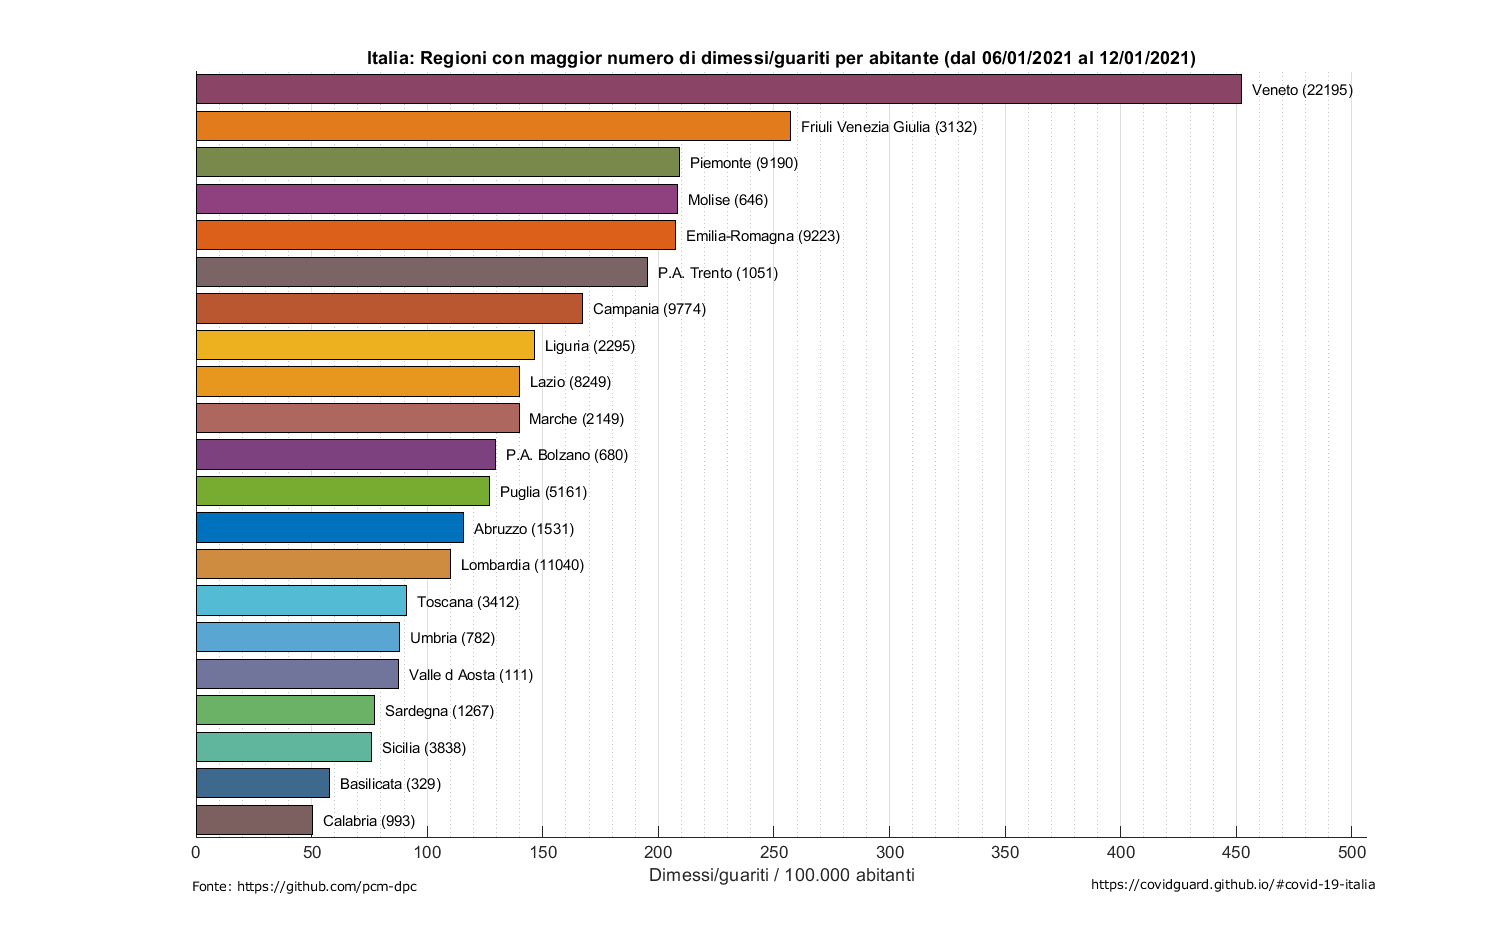 Italia: Regioni con maggior numero di dimessi/guariti per abitante (dal 06/01/2021 al 12/01/2021)
Veneto (22195)
Friuli Venezia Giulia (3132)
Piemonte (9190)
Molise (646)
Emilia-Romagna (9223)
P.A. Trento (1051)
Campania (9774)
Liguria (2295)
Lazio (8249)
Marche (2149)
P.A. Bolzano (680)
Puglia (5161)
Abruzzo (1531)
Lombardia (11040)
Toscana (3412)
Umbria (782)
Valle d Aosta (111)
Sardegna (1267)
Sicilia (3838)
Basilicata (329)
Calabria (993)
0 50 100 150 200 250 300 350 400 450 500
Dimessi/guariti / 100.000 abitanti
Fonte: https://github.com/pcm-dpc
https://covidguard.github.io/#covid-19-italia